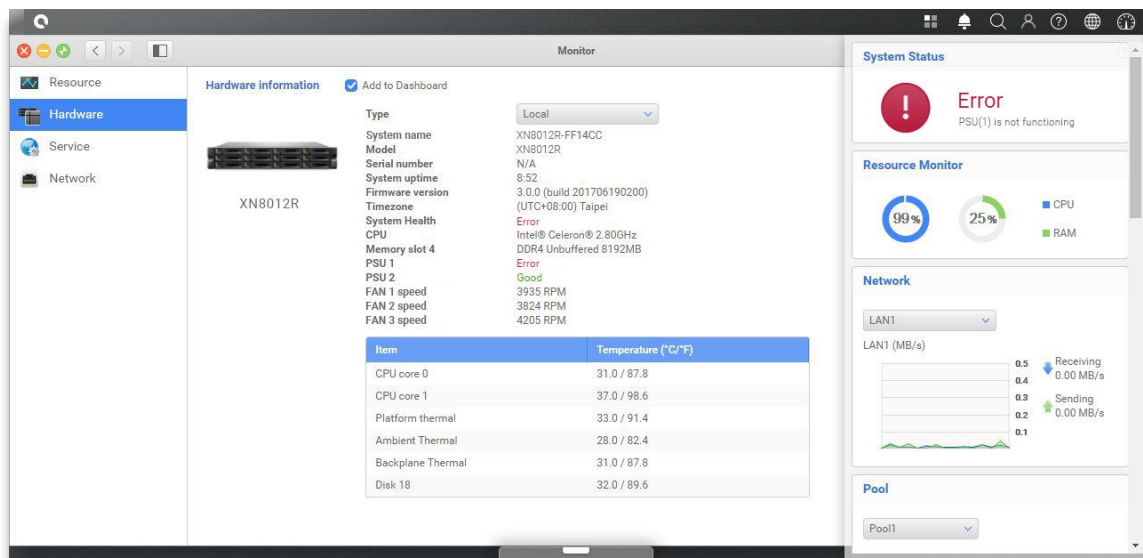 Monitor
Resource
Hardware
Service
Network
Hardware information
Add to Dashboard
XN8012R
Type Local
System name XN8012R-FF14CC
Model XN8012R
Serial number N/A
System uptime 8:52
Firmware version 3.0.0 (build 201706190200)
Timezone (UTC+08:00) Taipei
System Health Error
CPU Intel® Celeron® 2.80GHz
Memory slot 4 DDR4 Unbuffered 8192MB
PSU 1 Error
PSU 2 Good
FAN 1 speed 3935 RPM
FAN 2 speed 3824 RPM
FAN 3 speed 4205 RPM
Item Temperature (°C/°F)
CPU core 0 31.0 / 87.8
CPU core 1 37.0 / 98.6
Platform thermal 33.0 / 91.4
Ambient Thermal 28.0 / 82.4
Backplane Thermal 31.0 / 87.8
Disk 18 32.0 / 89.6
System Status
Error
PSU(1) is not functioning
Resource Monitor
99%
25%
CPU
RAM
Network
LAN1
LAN1 (MB/s)
0.5
0.4
0.3
0.2
0.1
Receiving
0.00 MB/s
Sending
0.00 MB/s
Pool
Pool1